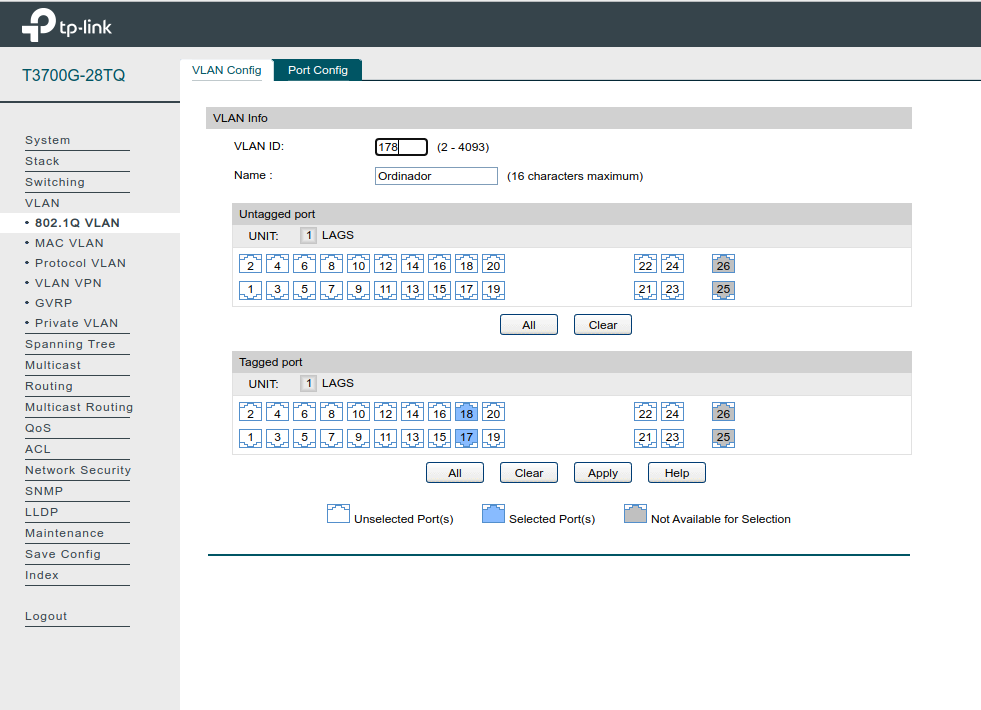 tp-link
T3700G-28TQ
VLAN Config Port Config
System
Stack
Switching
VLAN
• 802.1Q VLAN
• MAC VLAN
• Protocol VLAN
• VLAN VPN
• GVRP
• Private VLAN
Spanning Tree
Multicast
Routing
Multicast Routing
QoS
ACL
Network Security
SNMP
LLDP
Maintenance
Save Config
Index
Logout
VLAN Info
VLAN ID: 178 (2 - 4093)
Name : Ordinador (16 characters maximum)
Untagged port
UNIT: 1 LAGS
2 4 6 8 10 12 14 16 18 20 22 24 26
1 3 5 7 9 11 13 15 17 19 21 23 25
All Clear
Tagged port
UNIT: 1 LAGS
2 4 6 8 10 12 14 16 18 20 22 24 26
1 3 5 7 9 11 13 15 17 19 21 23 25
All Clear Apply Help
Unselected Port(s) Selected Port(s) Not Available for Selection